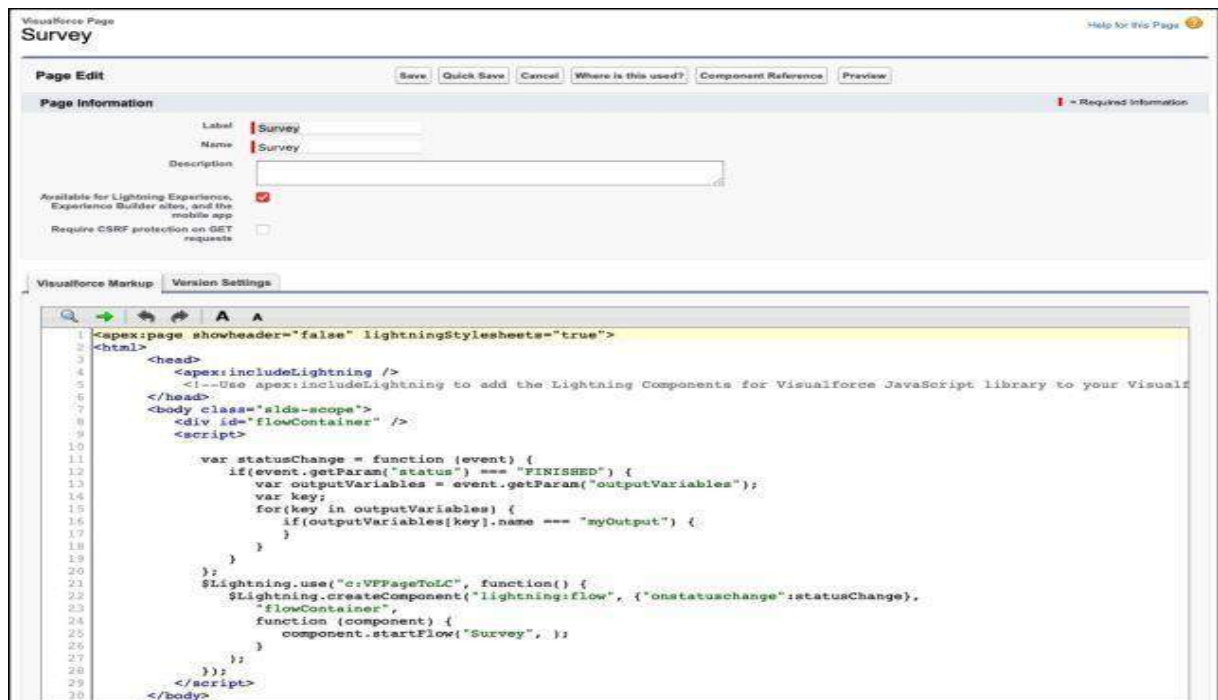 Visualforce Page
Survey
Help for this Page
Page Edit
Save Quick Save Cancel Where is this used? Component Reference Preview
Page Information
= Required Information
Label Survey
Name Survey
Description
Available for Lightning Experience,
Experience Builder sites, and the
mobile app
Require CSRF protection on GET
requests
Visualforce Markup Version Settings
A A
1 <apex:page showheader="false" lightningStylesheets="true">
2 <html>
3 <head>
4 <apex:includeLightning />
5 <!--Use apex:includeLightning to add the Lightning Components for Visualforce JavaScript library to your Visualf
6 </head>
7 <body class="slds-scope">
8 <div id="flowContainer" />
9 <script>
10
11 var statusChange = function (event) {
12 if(event.getParam("status") === "FINISHED") {
13 var outputVariables = event.getParam("outputVariables");
14 var key;
15 for(key in outputVariables) {
16 if(outputVariables[key].name === "myOutput") {
17 }
18 }
19 }
20 };
21 $Lightning.use("c:VFPageToLC", function() {
22 $Lightning.createComponent("lightning:flow", {"onstatuschange":statusChange},
23 "flowContainer",
24 function (component) {
25 component.startFlow("Survey", );
26 }
27 );
28 });
29 </script>
30 </body>